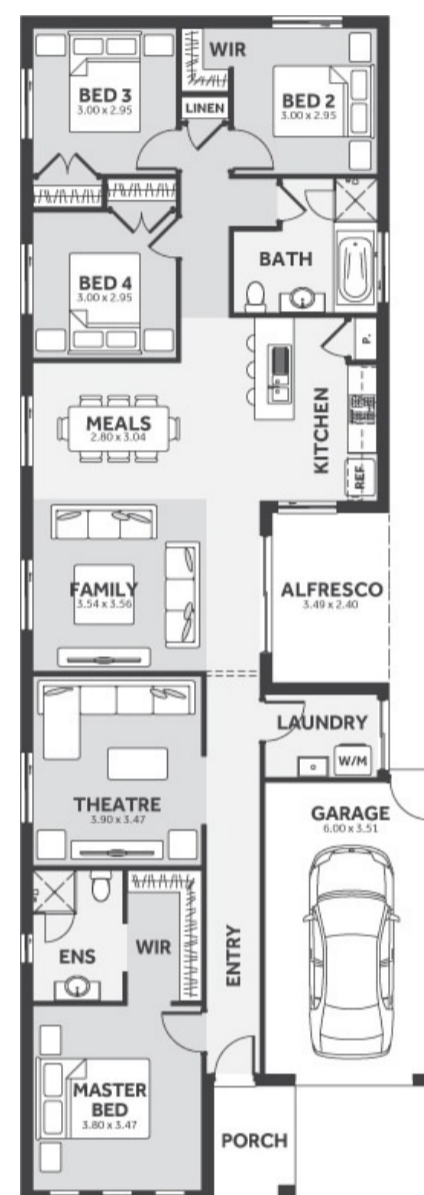 WIR
BED 3
3.00 x 2.95
LINEN
BED 2
3.00 x 2.95
BATH
BED 4
3.00 x 2.95
P.
KITCHEN
MEALS
2.80 x 3.04
REF
FAMILY
3.54 x 3.56
ALFRESCO
3.49 x 2.40
LAUNDRY
W/M
THEATRE
3.90 x 3.47
GARAGE
6.00 x 3.51
ENS
WIR
ENTRY
MASTER
BED
3.80 x 3.47
PORCH